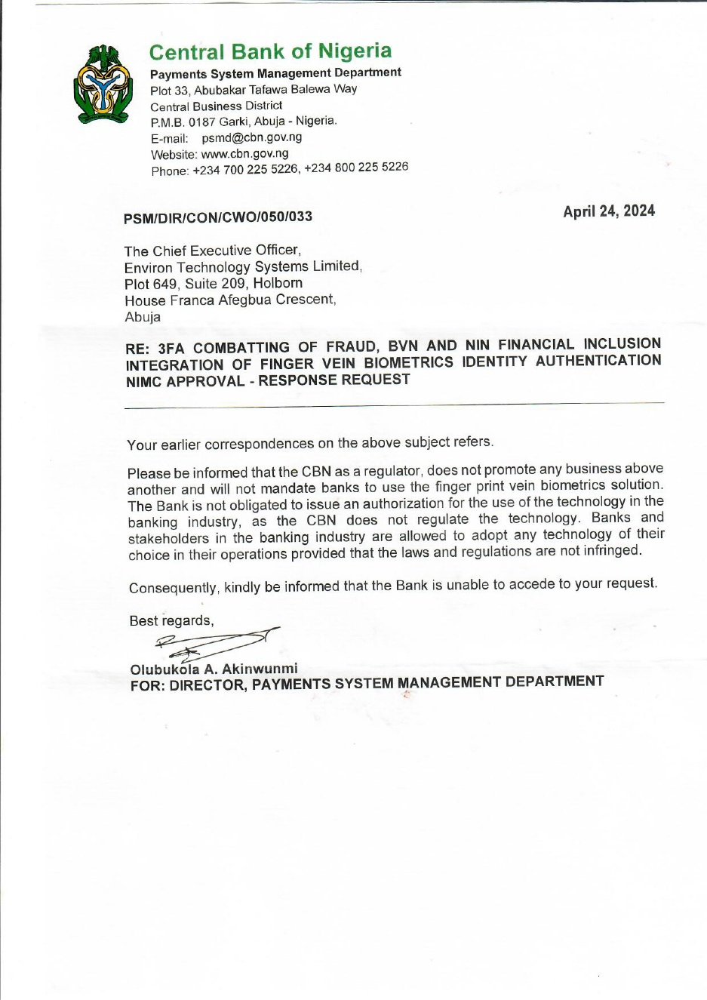 Central Bank of Nigeria
Payments System Management Department
Plot 33, Abubakar Tafawa Balewa Way
Central Business District
P.M.B. 0187 Garki, Abuja - Nigeria.
E-mail: psmd@cbn.gov.ng
Website: www.cbn.gov.ng
Phone: +234 700 225 5226, +234 800 225 5226
PSM/DIR/CON/CWO/050/033
April 24, 2024
The Chief Executive Officer,
Environ Technology Systems Limited,
Plot 649, Suite 209, Holborn
House Franca Afegbua Crescent,
Abuja
RE: 3FA COMBATTING OF FRAUD, BVN AND NIN FINANCIAL INCLUSION
INTEGRATION OF FINGER VEIN BIOMETRICS IDENTITY AUTHENTICATION
NIMC APPROVAL - RESPONSE REQUEST
Your earlier correspondences on the above subject refers.
Please be informed that the CBN as a regulator, does not promote any business above
another and will not mandate banks to use the finger print vein biometrics solution.
The Bank is not obligated to issue an authorization for the use of the technology in the
banking industry, as the CBN does not regulate the technology. Banks and
stakeholders in the banking industry are allowed to adopt any technology of their
choice in their operations provided that the laws and regulations are not infringed.
Consequently, kindly be informed that the Bank is unable to accede to your request.
Best regards,
Olubukola A. Akinwunmi
FOR: DIRECTOR, PAYMENTS SYSTEM MANAGEMENT DEPARTMENT